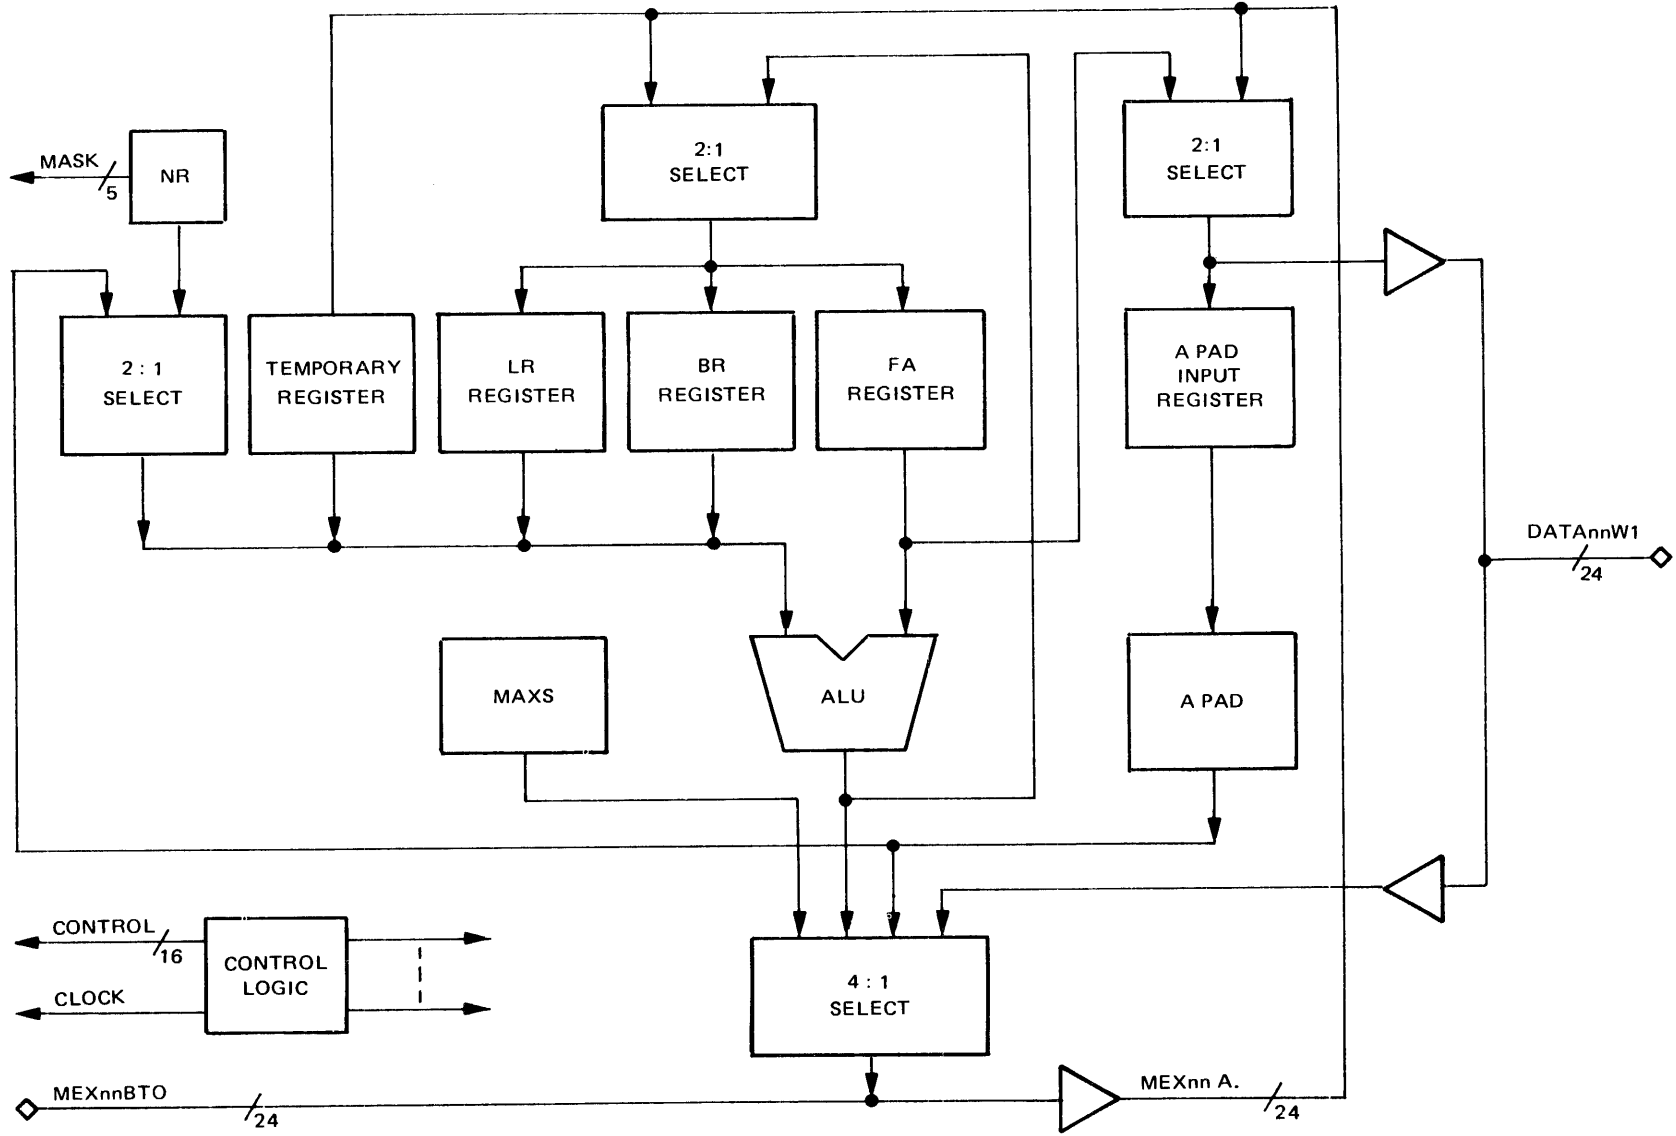 2:1
SELECT
2:1
SELECT
MASK
5
NR
2 : 1
SELECT
TEMPORARY
REGISTER
LR
REGISTER
BR
REGISTER
FA
REGISTER
A PAD
INPUT
REGISTER
DATAnnW1
24
MAXS
ALU
A PAD
CONTROL
16
CLOCK
CONTROL
LOGIC
4 : 1
SELECT
MEXnnBTO
24
MEXnn A.
24